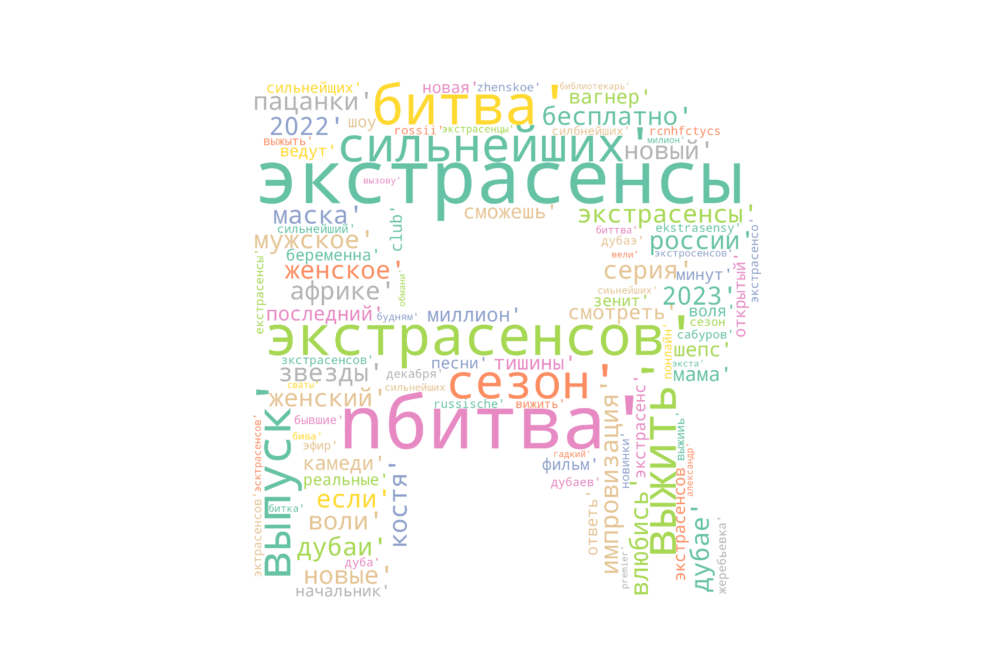 сильнейщих'
новая'
zhenskoe'
библиотекарь'
пацанки'
битва'
вагнер'
бесплатно'
2022'
шоу
rossii'
экстрасенцы'
силбнейших'
rcnhfctycs
выжыть'
ведут'
сильнейших'
милион'
новый'
экстрасенсы
вызову'
маска'
club'
сможешь'
экстрасенсы'
сильнейший'
биттва'
ekstrasensy'
экстрасенсо'
мужское'
дубаэ'
россии'
беременна'
вели'
экстросенсов'
екстрасенсы'
женское'
обмани'
серия'
минут'
открытый'
африке'
сиьнейших'
2023'
зенит'
последний'
будням'
миллион'
смотреть'
воля'
сезон
экстрасенсов'
nонлайн'
сабуров'
шепс'
зкстрасенсов'
песни'
тишины'
экста'
звезды'
декабря'
сезон'
мама'
сваты'
сильнейших
женский'
russische'
вижить'
выпуск'
nбитва'
импровизация'
экстрасенс'
выжить'
эсктрасенсов'
бывшие'
бива'
эфир'
новинки'
выжииь'
александр'
гадкий'
камеди'
фильм'
реальные'
костя'
дубаев'
если'
эктрасенсов'
битка'
ответь'
влюбись'
экстрасенсов
воли'
дубае'
жеребьевка'
дубаи'
дуба'
premier'
новые'
начальник'